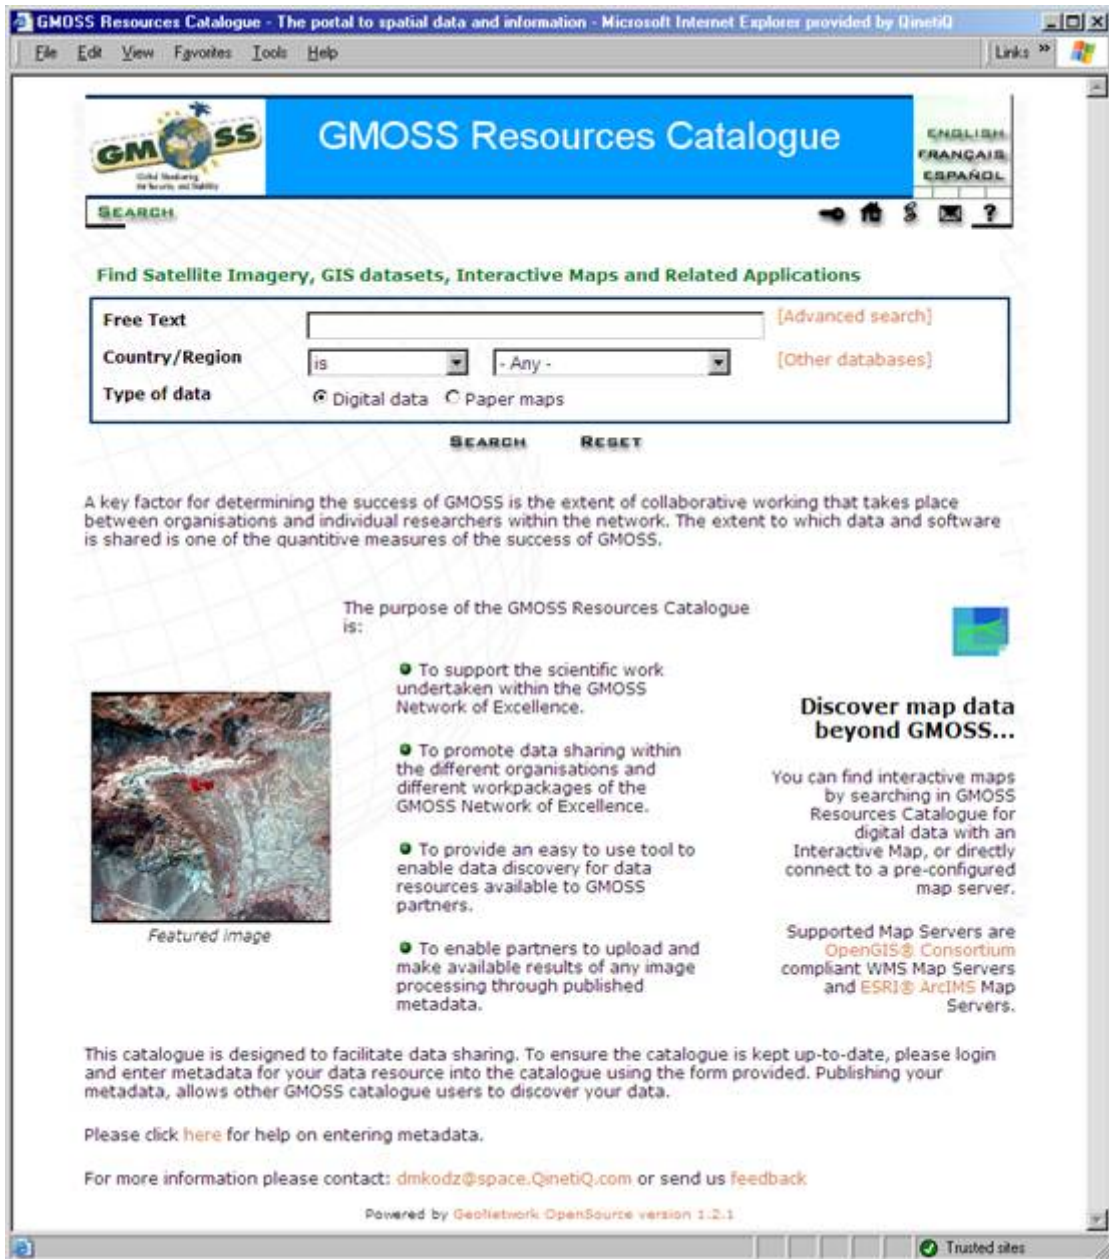 GMOSS Resources Catalogue - The portal to spatial data and information - Microsoft Internet Explorer provided by QinetiQ
File Edit View Favorites Tools Help Links »
GMOSS
Global Monitoring
for Security and Stability
GMOSS Resources Catalogue
ENGLISH
FRANÇAIS
ESPAÑOL
SEARCH
?
Find Satellite Imagery, GIS datasets, Interactive Maps and Related Applications
Free Text [Advanced search]
Country/Region is - Any - [Other databases]
Type of data Digital data Paper maps
SEARCH RESET
A key factor for determining the success of GMOSS is the extent of collaborative working that takes place
between organisations and individual researchers within the network. The extent to which data and software
is shared is one of the quantitive measures of the success of GMOSS.
The purpose of the GMOSS Resources Catalogue
is:
To support the scientific work
undertaken within the GMOSS
Network of Excellence.
To promote data sharing within
the different organisations and
different workpackages of the
GMOSS Network of Excellence.
To provide an easy to use tool to
enable data discovery for data
resources available to GMOSS
partners.
To enable partners to upload and
make available results of any image
processing through published
metadata.
Featured image
Discover map data
beyond GMOSS...
You can find interactive maps
by searching in GMOSS
Resources Catalogue for
digital data with an
Interactive Map, or directly
connect to a pre-configured
map server.
Supported Map Servers are
OpenGIS® Consortium
compliant WMS Map Servers
and ESRI® ArcIMS Map
Servers.
This catalogue is designed to facilitate data sharing. To ensure the catalogue is kept up-to-date, please login
and enter metadata for your data resource into the catalogue using the form provided. Publishing your
metadata, allows other GMOSS catalogue users to discover your data.
Please click here for help on entering metadata.
For more information please contact: dmkodz@space.QinetiQ.com or send us feedback
Powered by GeoNetwork OpenSource version 1.2.1
Trusted sites